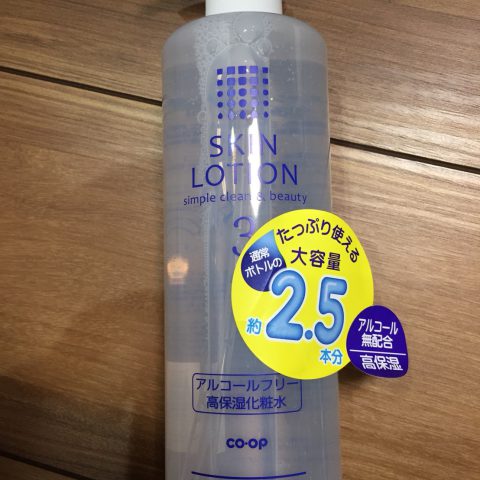 SKIN
LOTION
simple clean & beauty
3
たっぷり使える
大容量
通常
ボトルの
約2.5
本分
アルコール
無配合
高保湿
アルコールフリー
高保湿化粧水
co·op